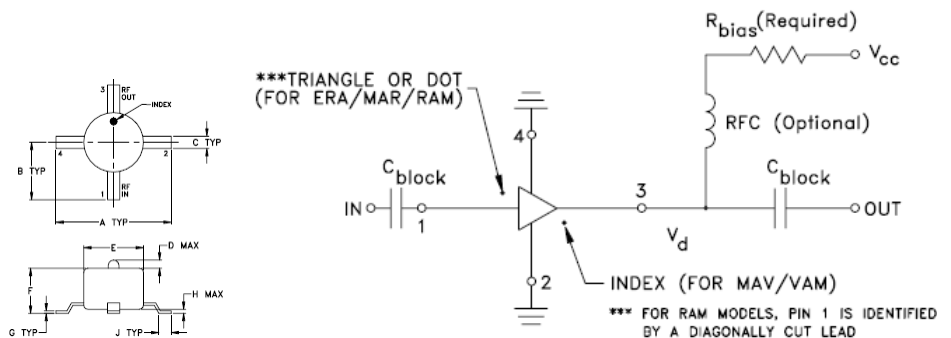 3 RF
OUT
INDEX
C TYP
B TYP
4
2
1 RF
IN
A TYP
E
D MAX
F
H MAX
G TYP
J TYP
R bias (Required)
Vcc
***TRIANGLE OR DOT
(FOR ERA/MAR/RAM)
RFC (Optional)
4
C block
C block
3
IN
1
OUT
Vd
2
INDEX (FOR MAV/VAM)
*** FOR RAM MODELS, PIN 1 IS IDENTIFIED
BY A DIAGONALLY CUT LEAD